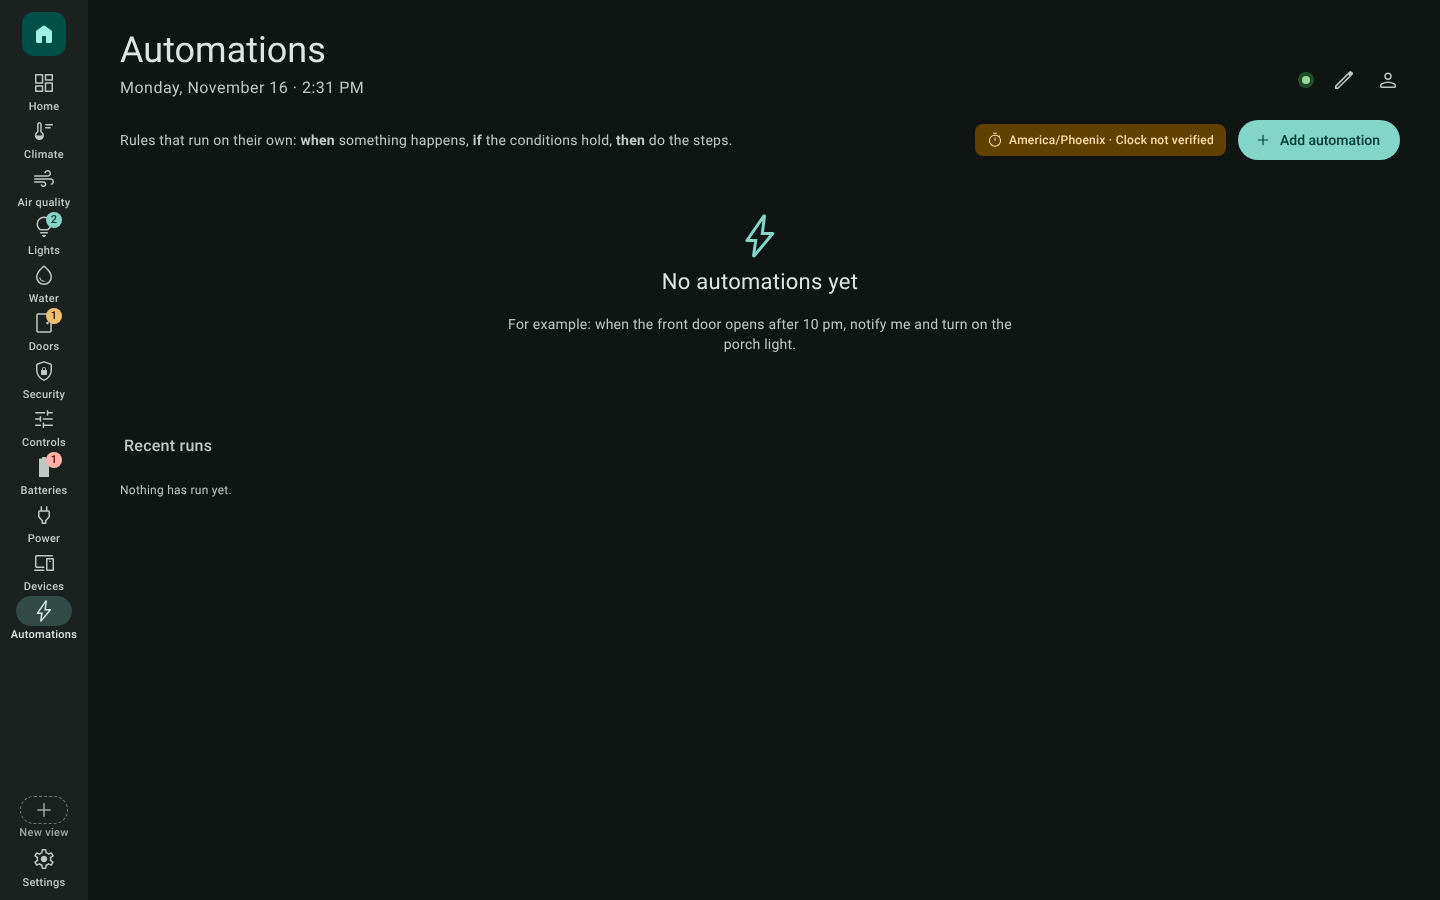 Automations
Monday, November 16 · 2:31 PM
Rules that run on their own: when something happens, if the conditions hold, then do the steps.
America/Phoenix · Clock not verified
Add automation
No automations yet
For example: when the front door opens after 10 pm, notify me and turn on the
porch light.
Recent runs
Nothing has run yet.
Home
Climate
Air quality
2
Lights
Water
1
Doors
Security
Controls
1
Batteries
Power
Devices
Automations
New view
Settings